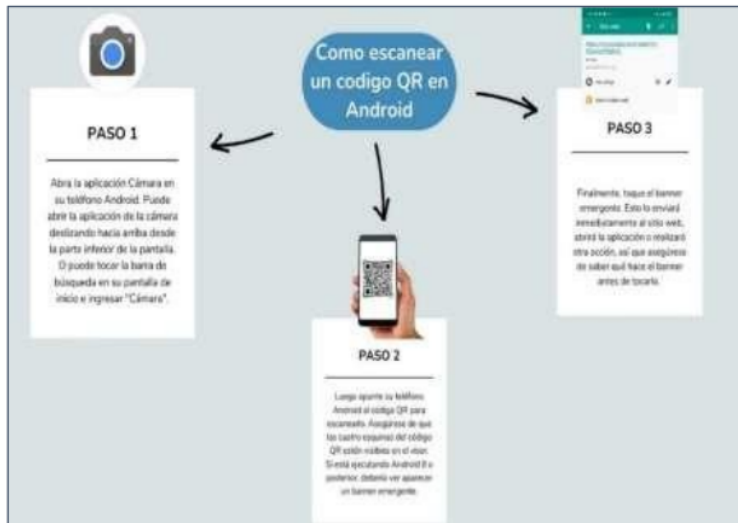 Como escanear
un codigo QR en
Android
PASO 1
Abra la aplicación Cámara en
su teléfono Android. Puede
abrir la aplicación de la cámara
deslizando hacia arriba desde
la parte inferior de la pantalla.
O puede tocar la barra de
búsqueda en su pantalla de
inicio e ingresar "Cámara".
PASO 2
Luego apunte su teléfono
Android al código QR para
escanearlo. Asegúrese de que
las cuatro esquinas del código
QR estén visibles en el visor.
Si está ejecutando Android 8 o
posterior, debería ver aparecer
un banner emergente.
PASO 3
Finalmente, toque el banner
emergente. Esto lo enviará
inmediatamente al sitio web,
abrirá la aplicación o realizará
otra acción, así que asegúrese
de saber qué hace el banner
antes de tocarlo.